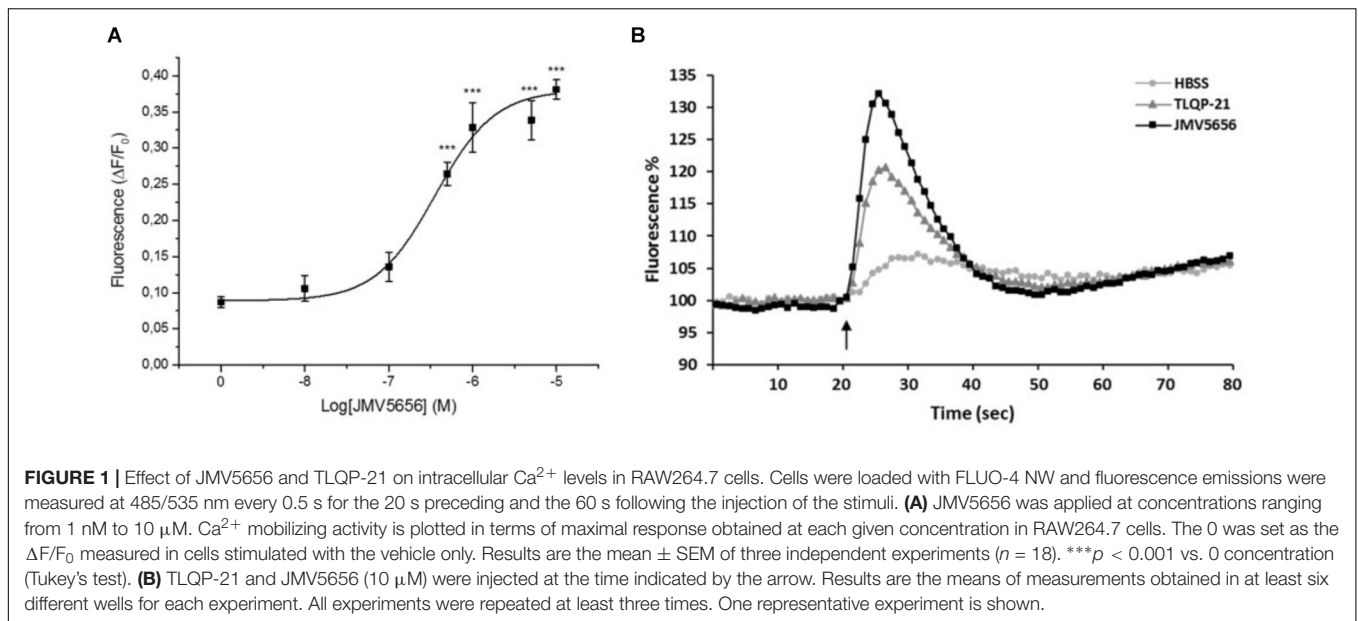 A
0,40
0,35
0,30
0,25
0,20
0,15
0,10
0,05
0,00
Fluorescence (ΔF/F₀)
***
***
***
***
0
-8
-7
-6
-5
Log[JMV5656] (M)
B
135
130
125
120
115
110
105
100
95
90
Fluorescence %
HBSS
TLQP-21
JMV5656
10
20
30
40
50
60
70
80
Time (sec)
FIGURE 1 | Effect of JMV5656 and TLQP-21 on intracellular Ca²⁺ levels in RAW264.7 cells. Cells were loaded with FLUO-4 NW and fluorescence emissions were
measured at 485/535 nm every 0.5 s for the 20 s preceding and the 60 s following the injection of the stimuli. (A) JMV5656 was applied at concentrations ranging
from 1 nM to 10 μM. Ca²⁺ mobilizing activity is plotted in terms of maximal response obtained at each given concentration in RAW264.7 cells. The 0 was set as the
ΔF/F₀ measured in cells stimulated with the vehicle only. Results are the mean ± SEM of three independent experiments (n = 18). ***p < 0.001 vs. 0 concentration
(Tukey's test). (B) TLQP-21 and JMV5656 (10 μM) were injected at the time indicated by the arrow. Results are the means of measurements obtained in at least six
different wells for each experiment. All experiments were repeated at least three times. One representative experiment is shown.